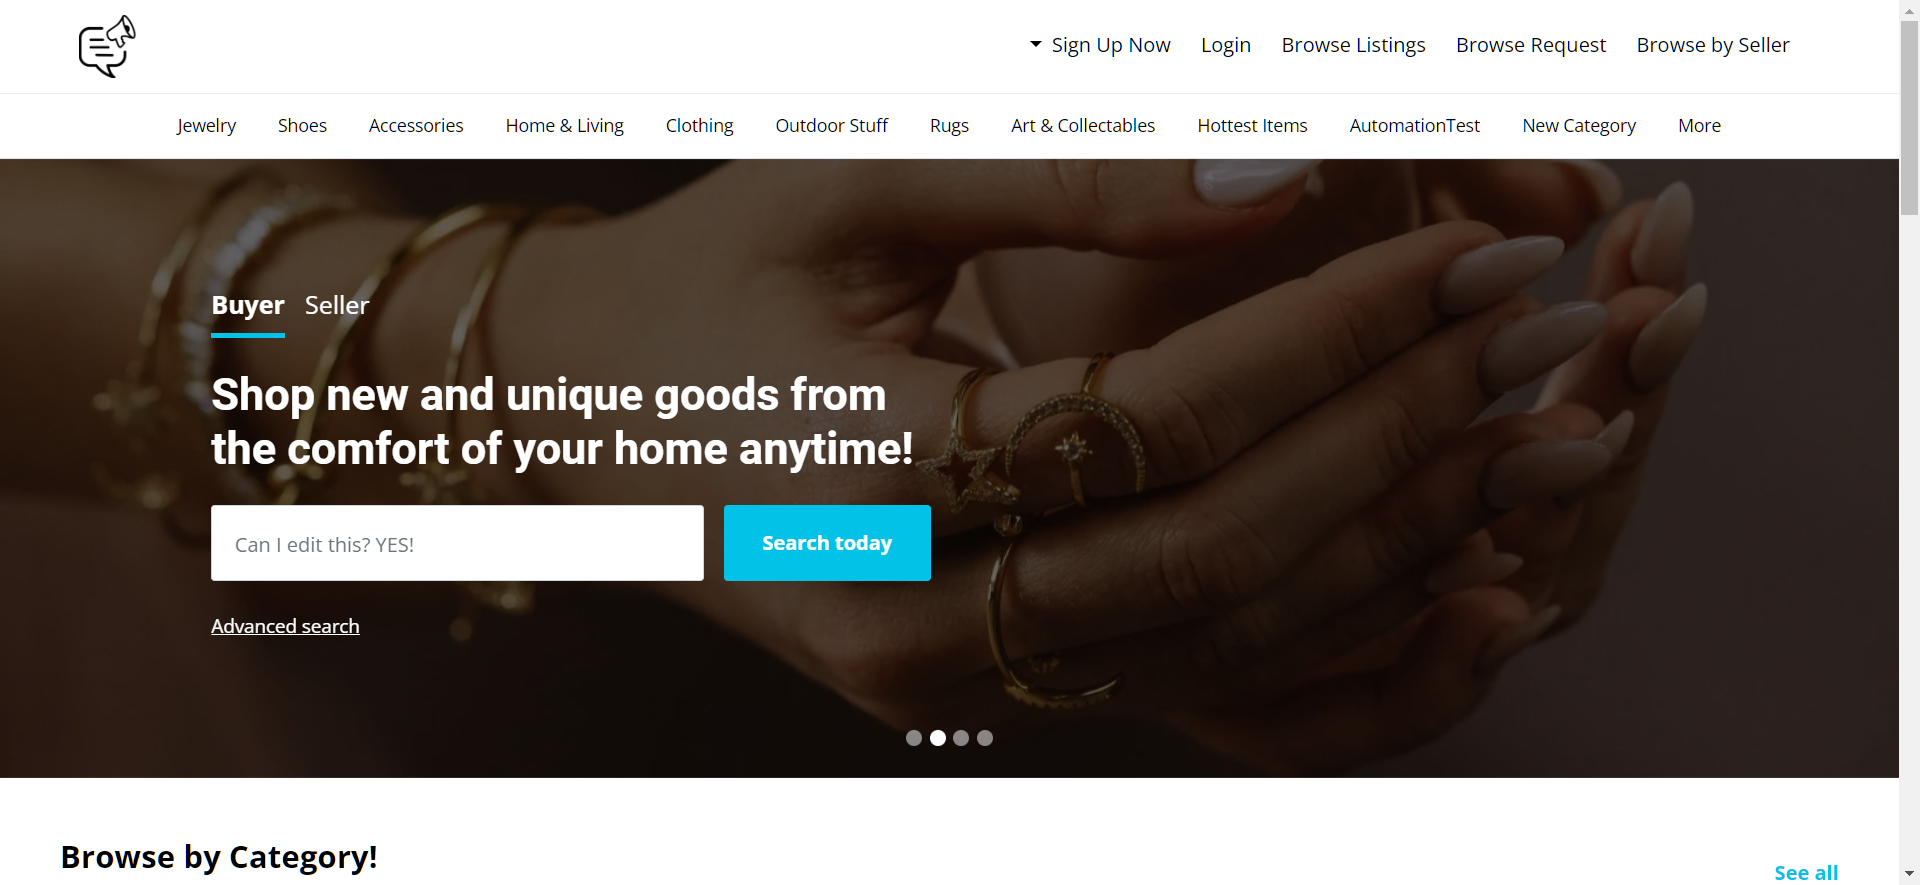 Sign Up Now Login Browse Listings Browse Request Browse by Seller
Jewelry Shoes Accessories Home & Living Clothing Outdoor Stuff Rugs Art & Collectables Hottest Items AutomationTest New Category More
Buyer Seller
Shop new and unique goods from
the comfort of your home anytime!
Can I edit this? YES!
Search today
Advanced search
Browse by Category!
See all